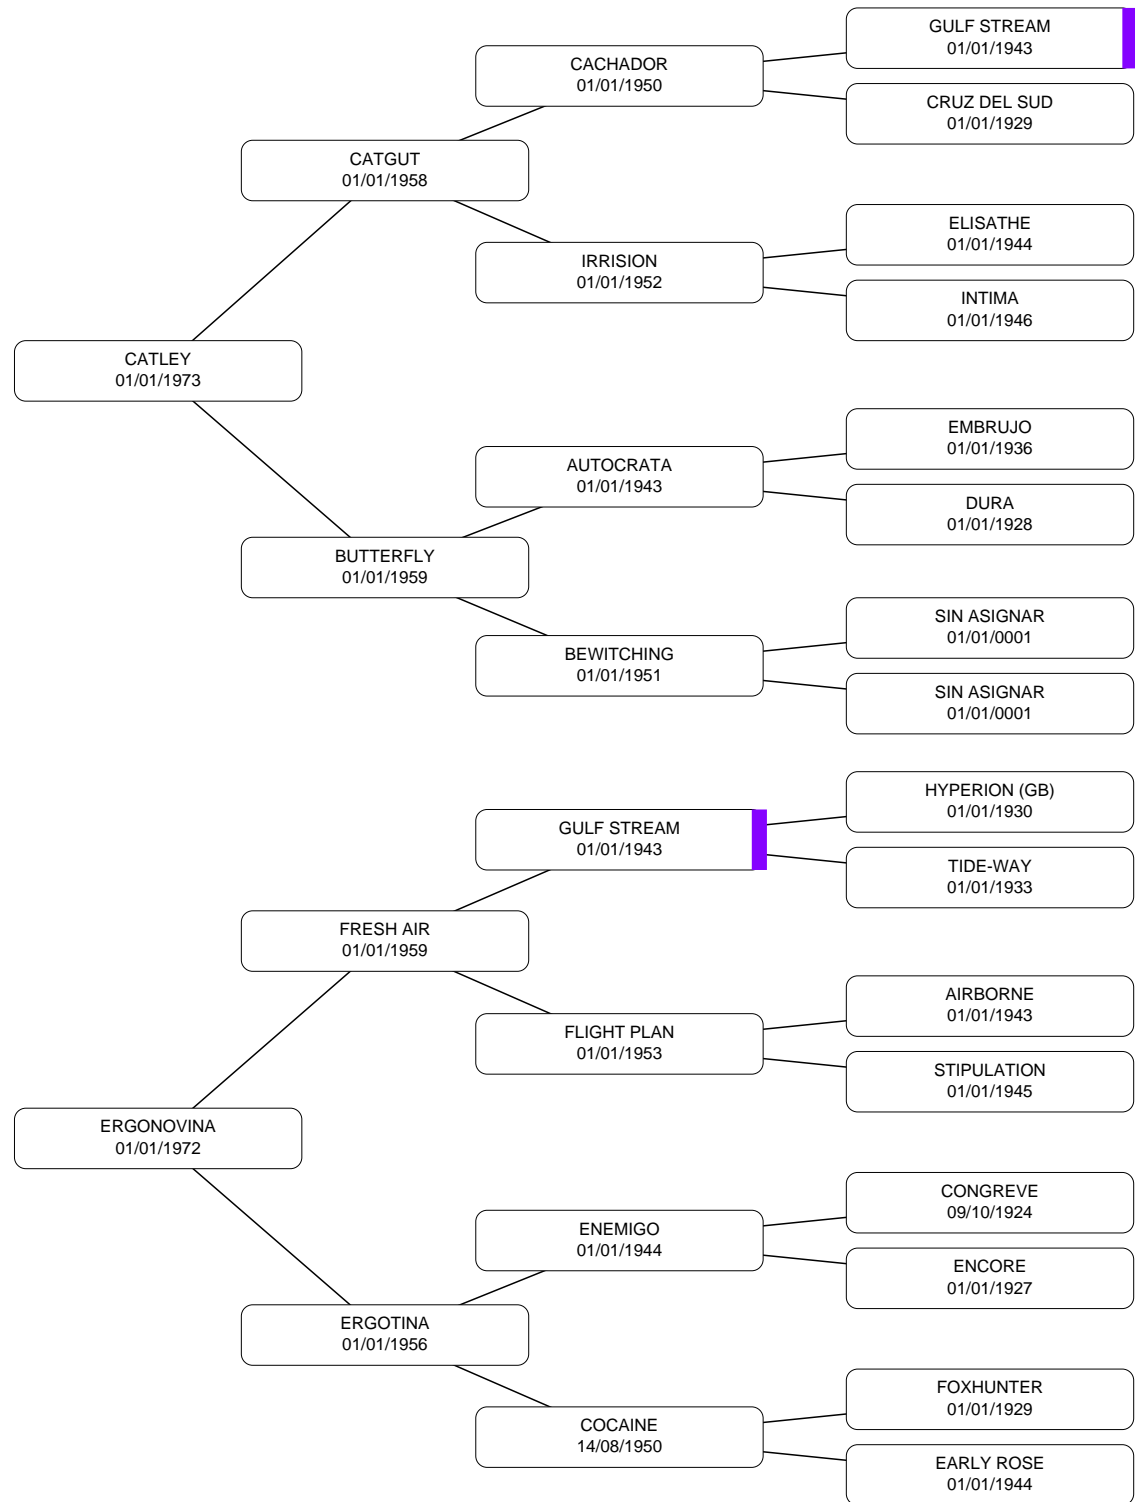 GULF STREAM
01/01/1943
CACHADOR
01/01/1950
CRUZ DEL SUD
01/01/1929
CATGUT
01/01/1958
ELISATHE
01/01/1944
IRRISION
01/01/1952
INTIMA
01/01/1946
CATLEY
01/01/1973
EMBRUJO
01/01/1936
AUTOCRATA
01/01/1943
DURA
01/01/1928
BUTTERFLY
01/01/1959
SIN ASIGNAR
01/01/0001
BEWITCHING
01/01/1951
SIN ASIGNAR
01/01/0001
HYPERION (GB)
01/01/1930
GULF STREAM
01/01/1943
TIDE-WAY
01/01/1933
FRESH AIR
01/01/1959
AIRBORNE
01/01/1943
FLIGHT PLAN
01/01/1953
STIPULATION
01/01/1945
ERGONOVINA
01/01/1972
CONGREVE
09/10/1924
ENEMIGO
01/01/1944
ENCORE
01/01/1927
ERGOTINA
01/01/1956
FOXHUNTER
01/01/1929
COCAINE
14/08/1950
EARLY ROSE
01/01/1944